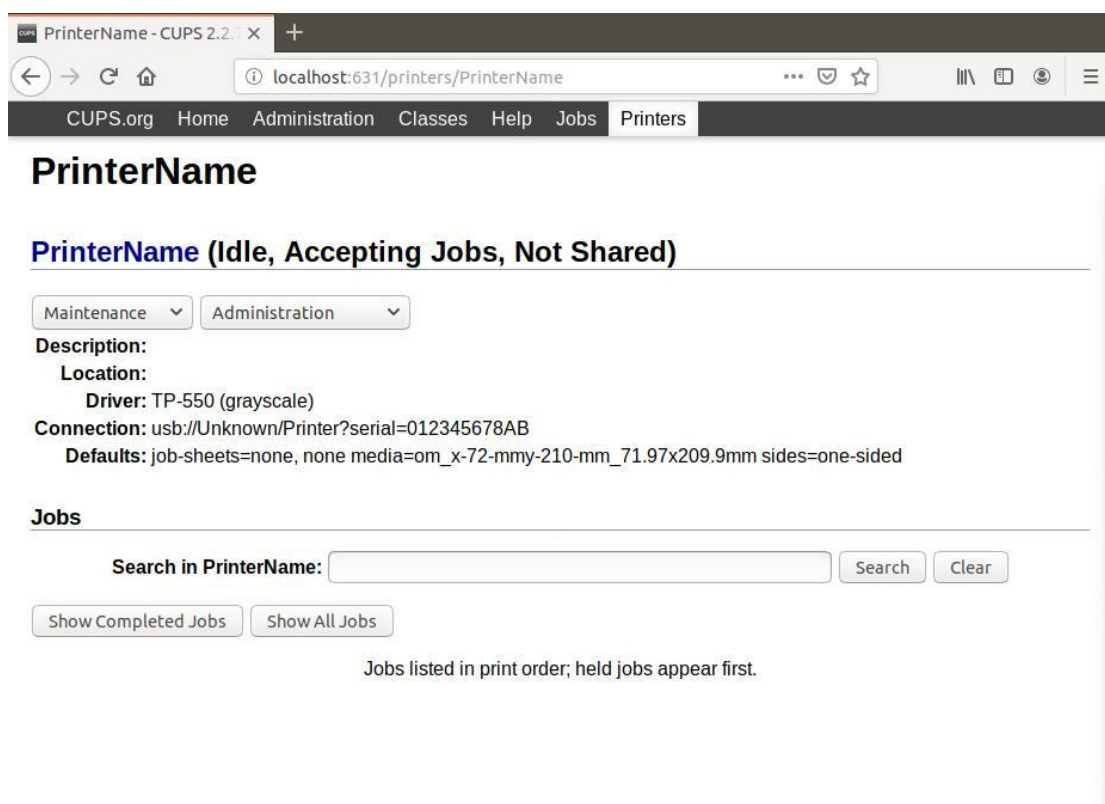 PrinterName - CUPS 2.2.
localhost:631/printers/PrinterName
CUPS.org Home Administration Classes Help Jobs Printers
PrinterName
PrinterName (Idle, Accepting Jobs, Not Shared)
Maintenance Administration
Description:
Location:
Driver: TP-550 (grayscale)
Connection: usb://Unknown/Printer?serial=012345678AB
Defaults: job-sheets=none, none media=om_x-72-mmy-210-mm_71.97x209.9mm sides=one-sided
Jobs
Search in PrinterName: Search Clear
Show Completed Jobs Show All Jobs
Jobs listed in print order; held jobs appear first.